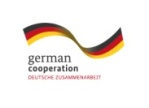 german
cooperation
DEUTSCHE ZUSAMMENARBEIT